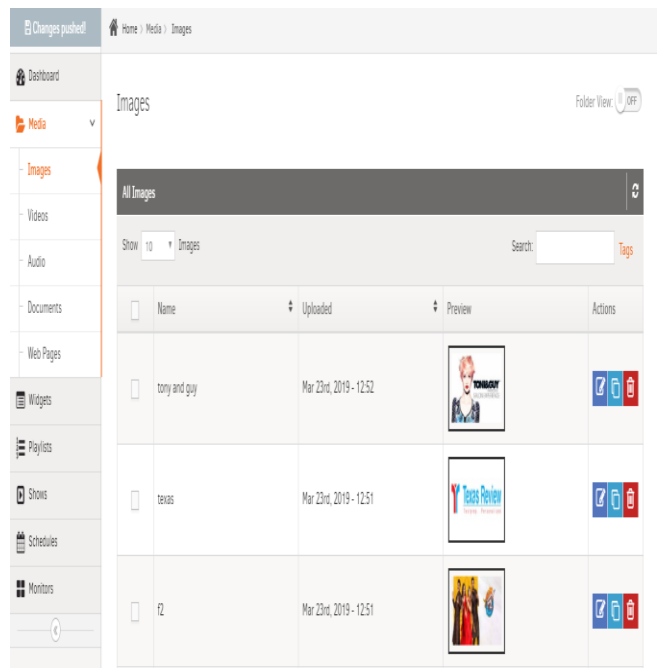 Changes pushed!
Home > Media > Images
Dashboard
Media
Images
Videos
Audio
Documents
Web Pages
Widgets
Playlists
Shows
Schedules
Monitors
Images
Folder View: OFF
All Images
Show 10 Images
Search: Tags
Name Uploaded Preview Actions
tony and guy Mar 23rd, 2019 - 12:52
TONI&GUY
texas Mar 23rd, 2019 - 12:51
Texas Review
f2 Mar 23rd, 2019 - 12:51